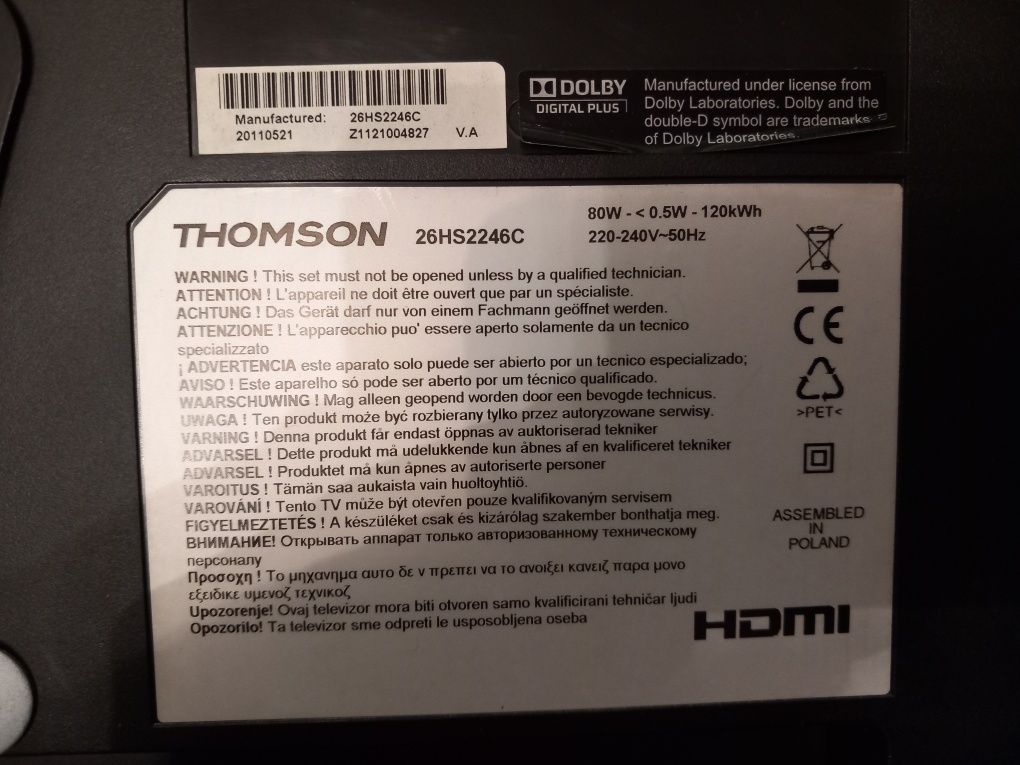 Manufactured: 26HS2246C
20110521 Z1121004827 V.A
DOLBY
DIGITAL PLUS
Manufactured under license from
Dolby Laboratories. Dolby and the
double-D symbol are trademarks
of Dolby Laboratories.
THOMSON 26HS2246C
80W - < 0.5W - 120kWh
220-240V~50Hz
WARNING ! This set must not be opened unless by a qualified technician.
ATTENTION ! L'appareil ne doit être ouvert que par un spécialiste.
ACHTUNG ! Das Gerät darf nur von einem Fachmann geöffnet werden.
ATTENZIONE ! L'apparecchio puo' essere aperto solamente da un tecnico
specializzato
¡ ADVERTENCIA este aparato solo puede ser abierto por un tecnico especializado;
AVISO ! Este aparelho só pode ser aberto por um técnico qualificado.
WAARSCHUWING ! Mag alleen geopend worden door een bevogde technicus.
UWAGA ! Ten produkt może być rozbierany tylko przez autoryzowane serwisy.
VARNING ! Denna produkt får endast öppnas av auktoriserad tekniker
ADVARSEL ! Dette produkt må udelukkende kun åbnes af en kvalificeret tekniker
ADVARSEL ! Produktet må kun åpnes av autoriserte personer
VAROITUS ! Tämän saa aukaista vain huoltoyhtiö.
VAROVÁNÍ ! Tento TV může být otevřen pouze kvalifikovaným servisem
FIGYELMEZTETÉS ! A készüléket csak és kizárólag szakember bonthatja meg.
ВНИМАНИЕ! Открывать аппарат только авторизованному техническому
персоналу
Προσοχη ! Το μηχανημα αυτο δε ν πρεπει να το ανοιξει κανειζ παρα μονο
εξειδικε υμενοζ τεχνικοζ
Upozorenje! Ovaj televizor mora biti otvoren samo kvalificirani tehničar ljudi
Opozorilo! Ta televizor sme odpreti le usposobljena oseba
CE
>PET<
ASSEMBLED
IN
POLAND
HDMI